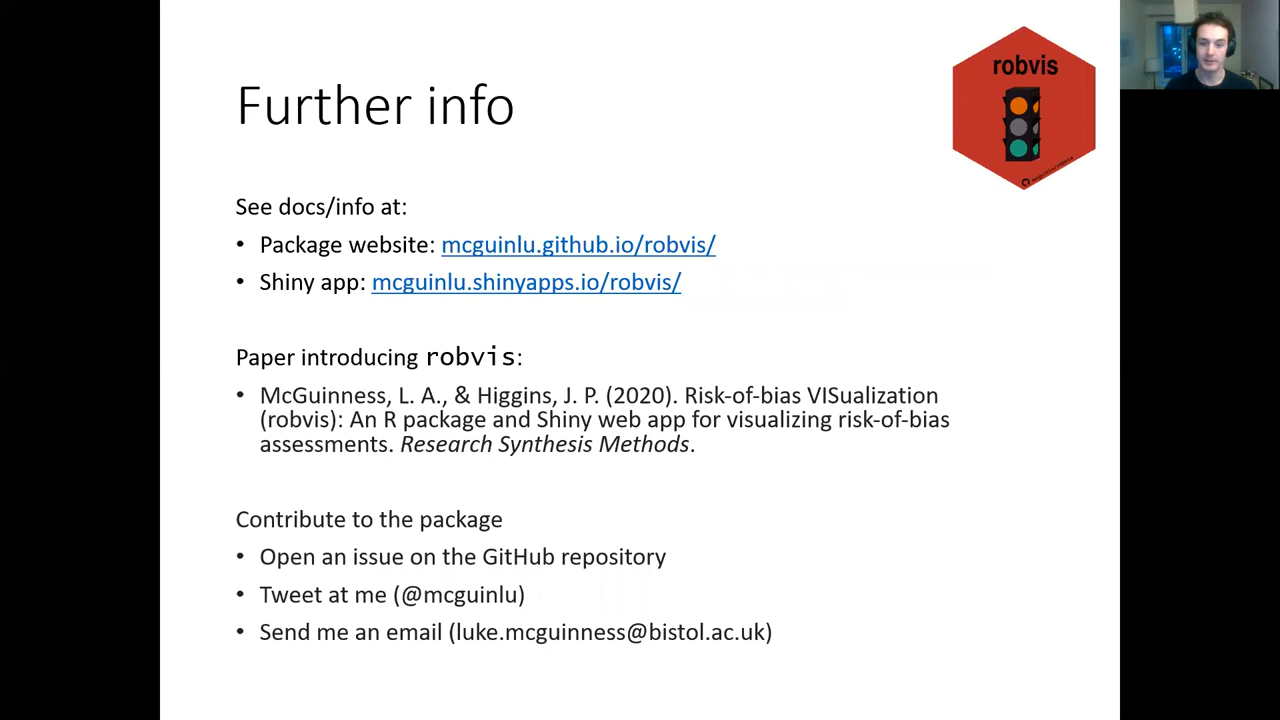 robvis
Further info
See docs/info at:
• Package website: mcguinlu.github.io/robvis/
• Shiny app: mcguinlu.shinyapps.io/robvis/
Paper introducing robvis:
• McGuinness, L. A., & Higgins, J. P. (2020). Risk-of-bias VISualization
(robvis): An R package and Shiny web app for visualizing risk-of-bias
assessments. Research Synthesis Methods.
Contribute to the package
• Open an issue on the GitHub repository
• Tweet at me (@mcguinlu)
• Send me an email (luke.mcguinness@bistol.ac.uk)